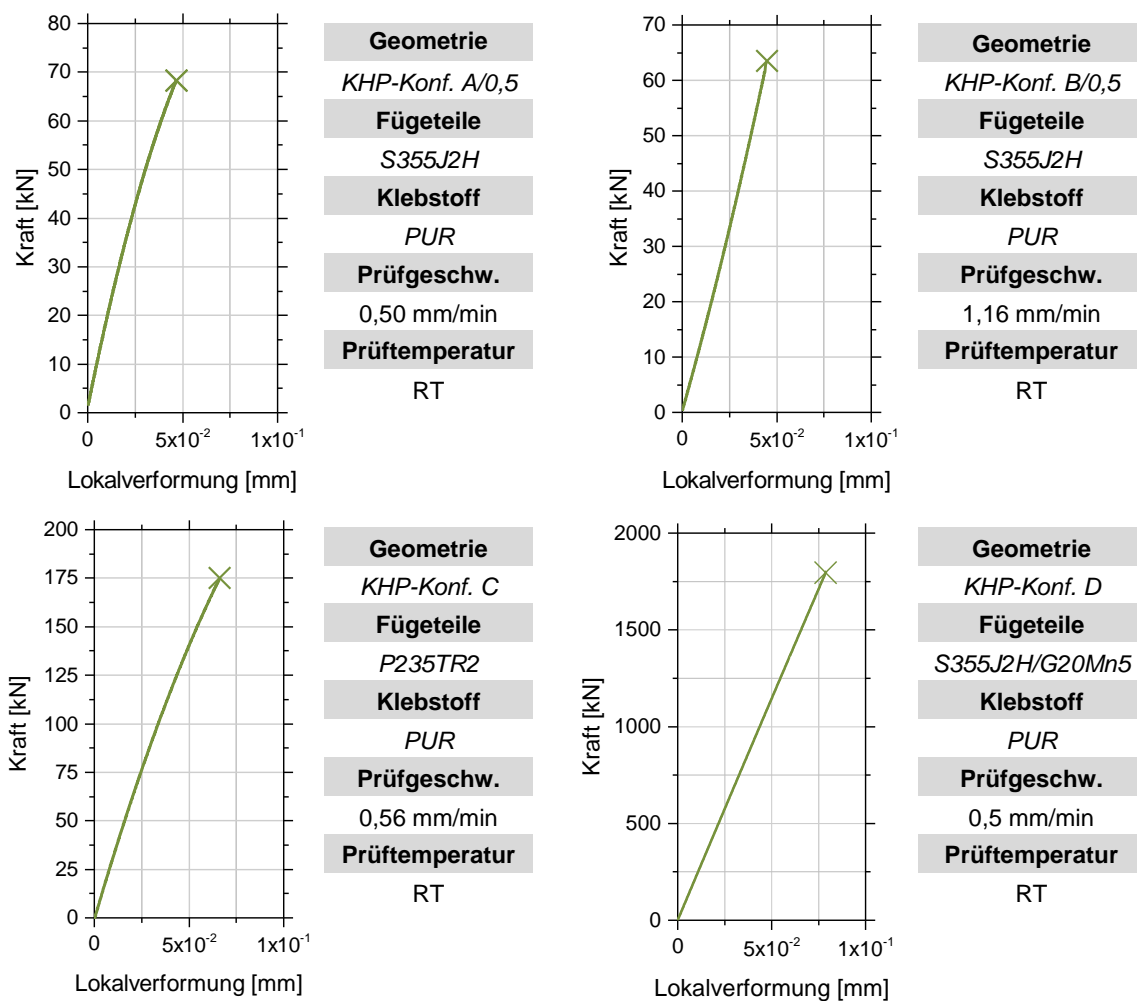 80
70
60
50
40
30
20
10
0
Kraft [kN]
0
5x10⁻²
1x10⁻¹
Lokalverformung [mm]
Geometrie
KHP-Konf. A/0,5
Fügeteile
S355J2H
Klebstoff
PUR
Prüfgeschw.
0,50 mm/min
Prüftemperatur
RT
70
60
50
40
30
20
10
0
Kraft [kN]
0
5x10⁻²
1x10⁻¹
Lokalverformung [mm]
Geometrie
KHP-Konf. B/0,5
Fügeteile
S355J2H
Klebstoff
PUR
Prüfgeschw.
1,16 mm/min
Prüftemperatur
RT
200
175
150
125
100
75
50
25
0
Kraft [kN]
0
5x10⁻²
1x10⁻¹
Lokalverformung [mm]
Geometrie
KHP-Konf. C
Fügeteile
P235TR2
Klebstoff
PUR
Prüfgeschw.
0,56 mm/min
Prüftemperatur
RT
2000
1500
1000
500
0
Kraft [kN]
0
5x10⁻²
1x10⁻¹
Lokalverformung [mm]
Geometrie
KHP-Konf. D
Fügeteile
S355J2H/G20Mn5
Klebstoff
PUR
Prüfgeschw.
0,5 mm/min
Prüftemperatur
RT